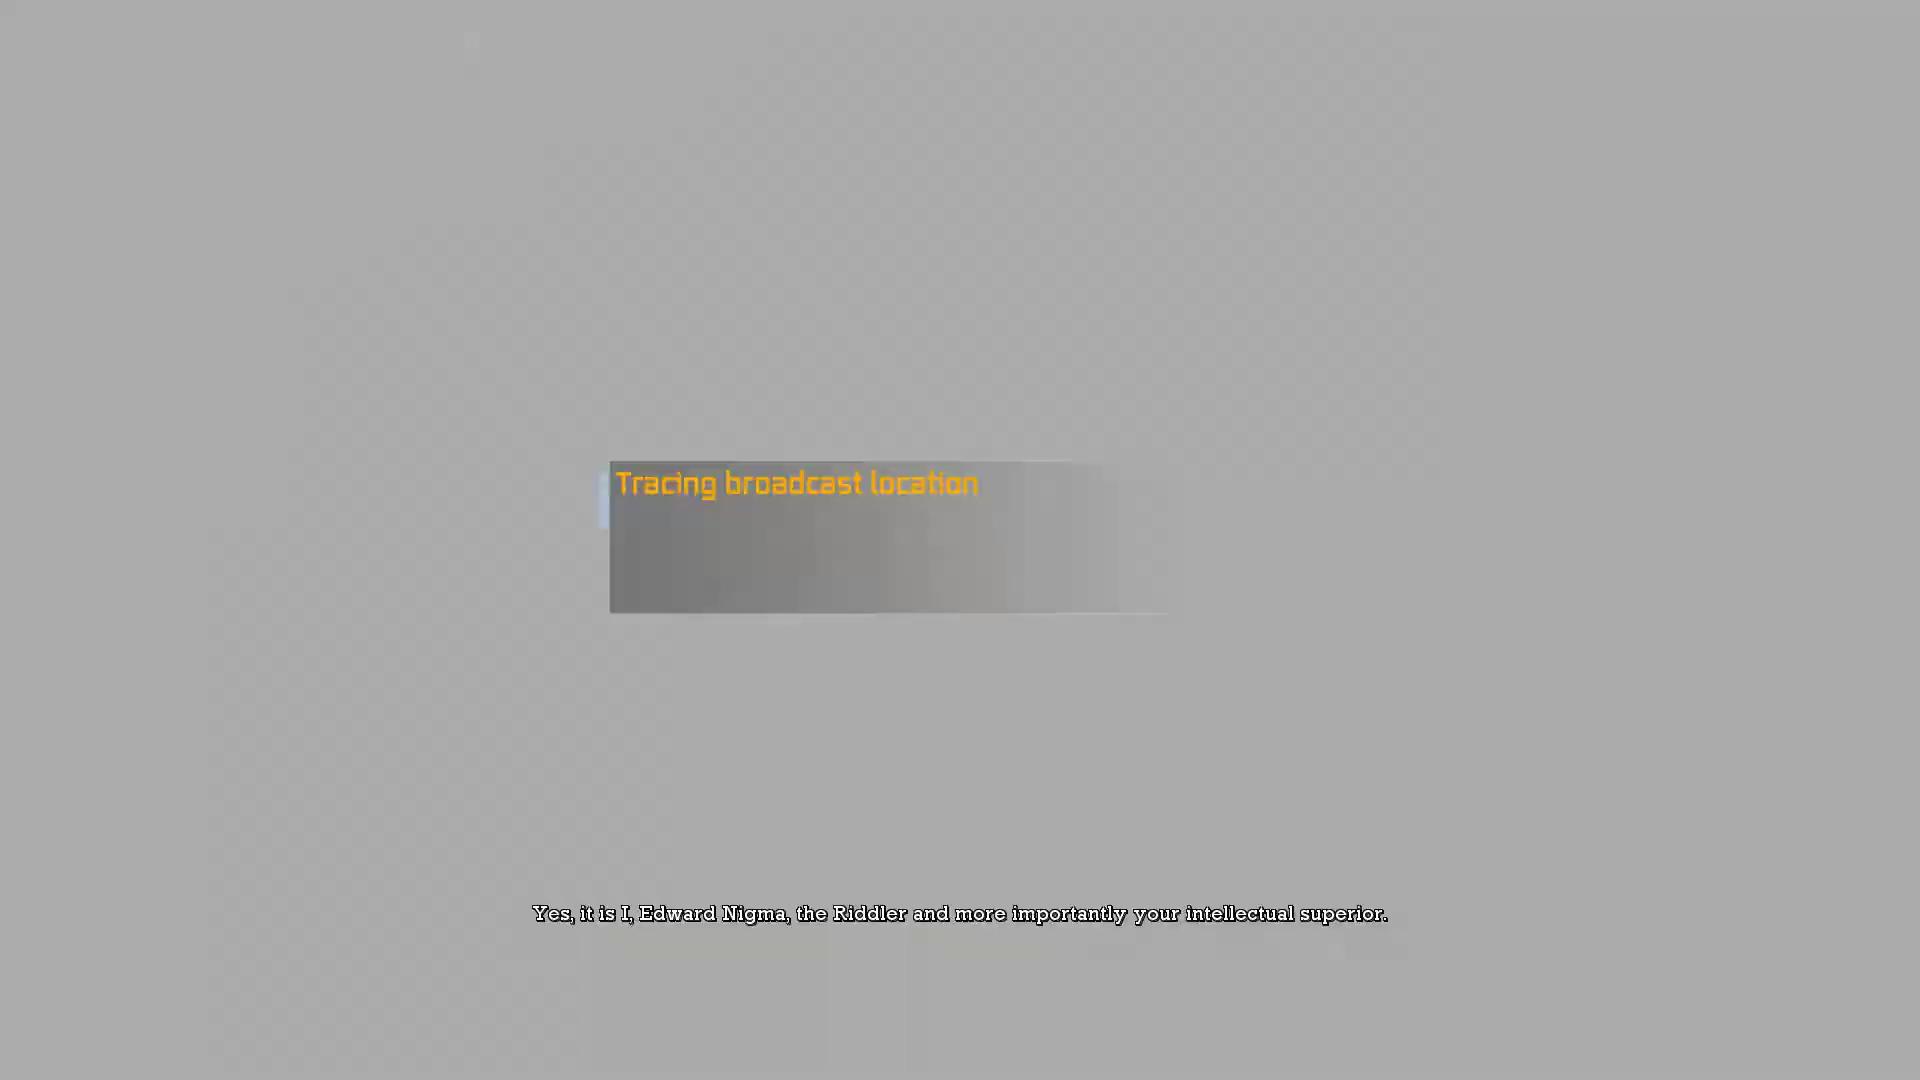 Tracing broadcast location
Yes, it is I, Edward Nigma, the Riddler and more importantly your intellectual superior.